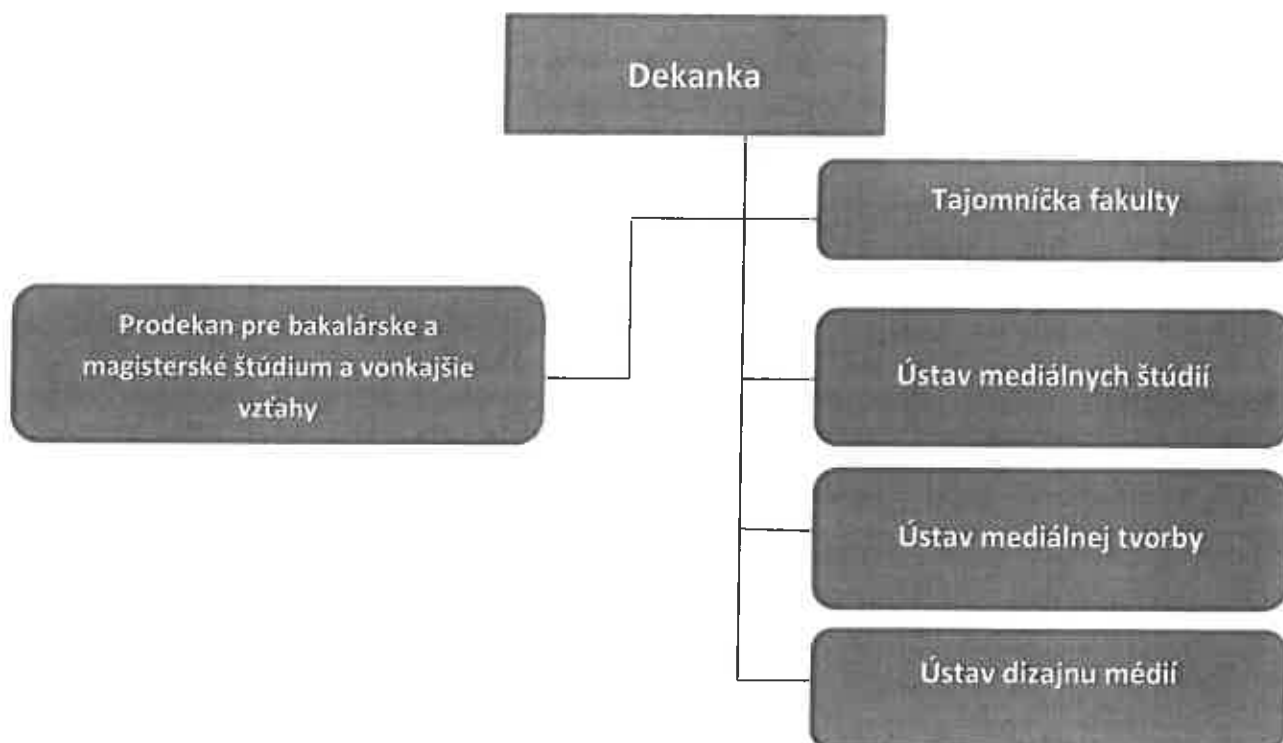 Dekanka
Tajomníčka fakulty
Prodekan pre bakalárske a
magisterské štúdium a vonkajšie
vzťahy
Ústav mediálnych štúdií
Ústav mediálnej tvorby
Ústav dizajnu médií